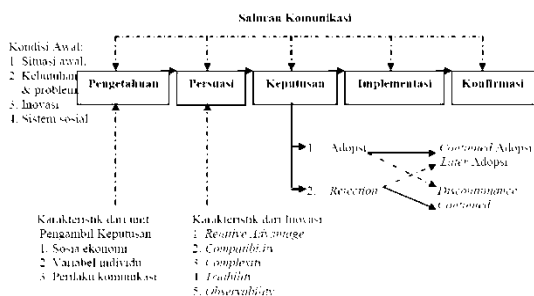 Saluran Komunikasi
Kondisi Awal:
1. Situasi awal.
2. Kebutuhan
& problem
3. Inovasi
4. Sistem sosial
Pengetahuan
Persuasi
Keputusan
Implementasi
Konfirmasi
1. Adopsi
2. Rejection
Continued Adopsi
Later Adopsi
Discontinuance
Continued
Karakteristik dari unit
Pengambil Keputusan
1. Sosia ekonomi
2. Variabel individu
3. Perilaku komunikasi
Karakteristik dari Inovasi
1. Relative Advantage
2. Compatibility
3. Complexity
4. Triability
5. Observability